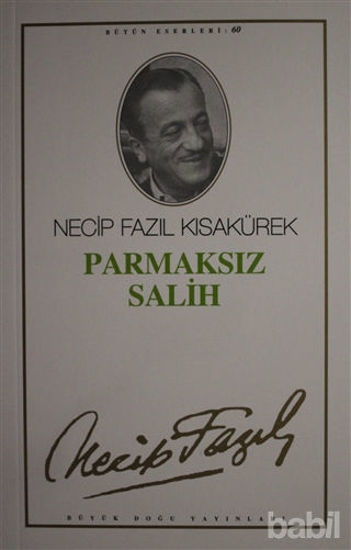 BÜTÜN ESERLERİ: 60
NECİP FAZIL KISAKÜREK
PARMAKSIZ
SALİH
Necip Fazıl
BÜYÜK DOĞU YAYINLARI
babil